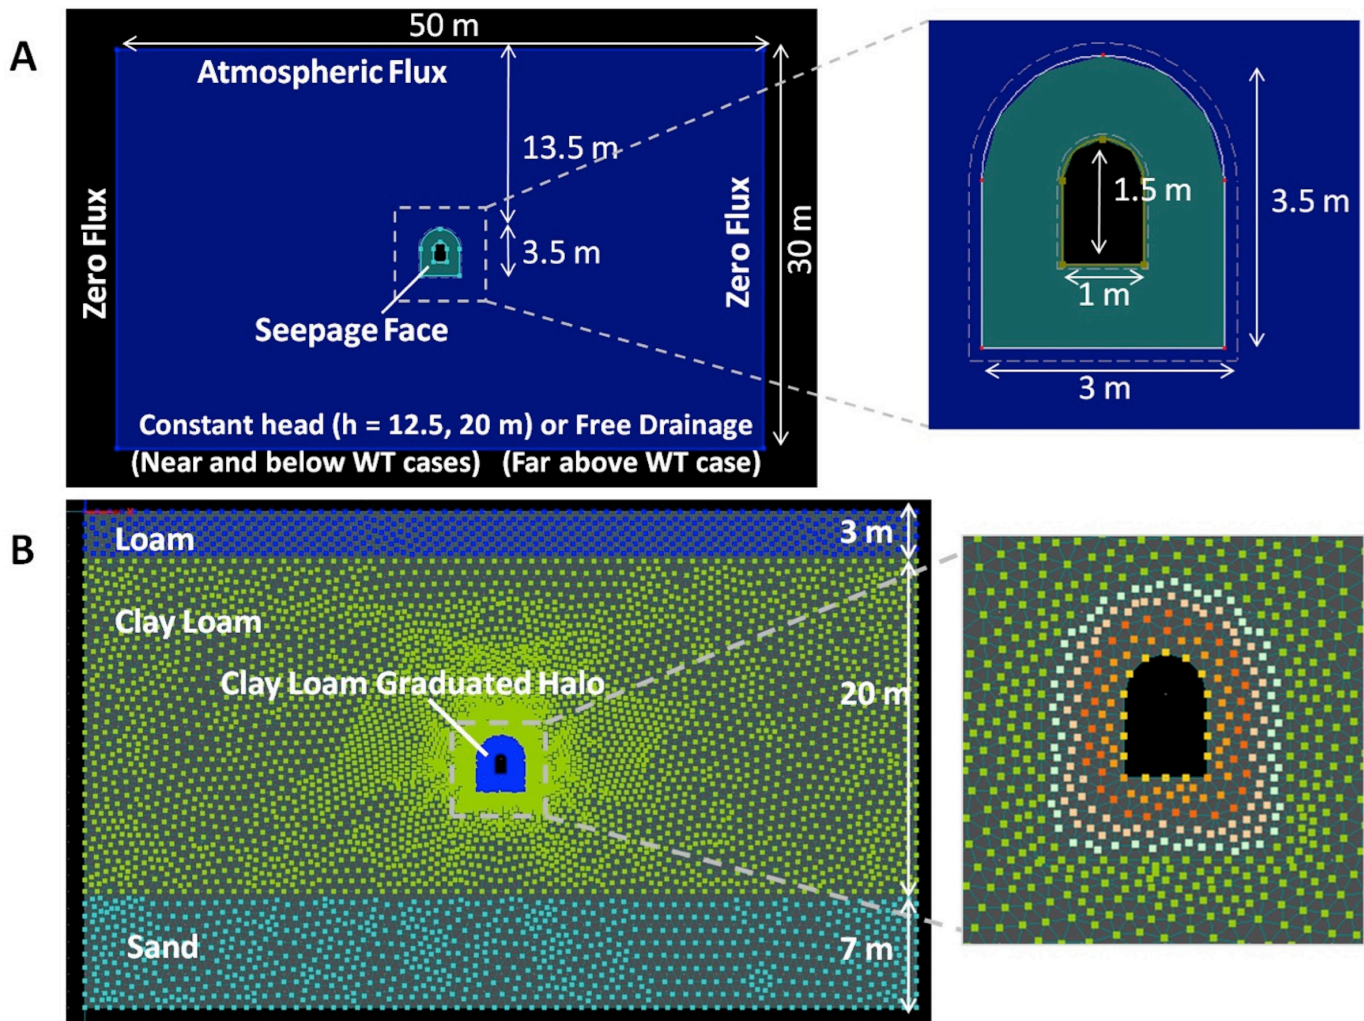 A
50 m
Atmospheric Flux
13.5 m
Zero Flux
Zero Flux
30 m
3.5 m
Seepage Face
Constant head (h = 12.5, 20 m) or Free Drainage
(Near and below WT cases) (Far above WT case)
1.5 m
3.5 m
1 m
3 m
B
x
Loam
3 m
Clay Loam
Clay Loam Graduated Halo
20 m
Sand
7 m